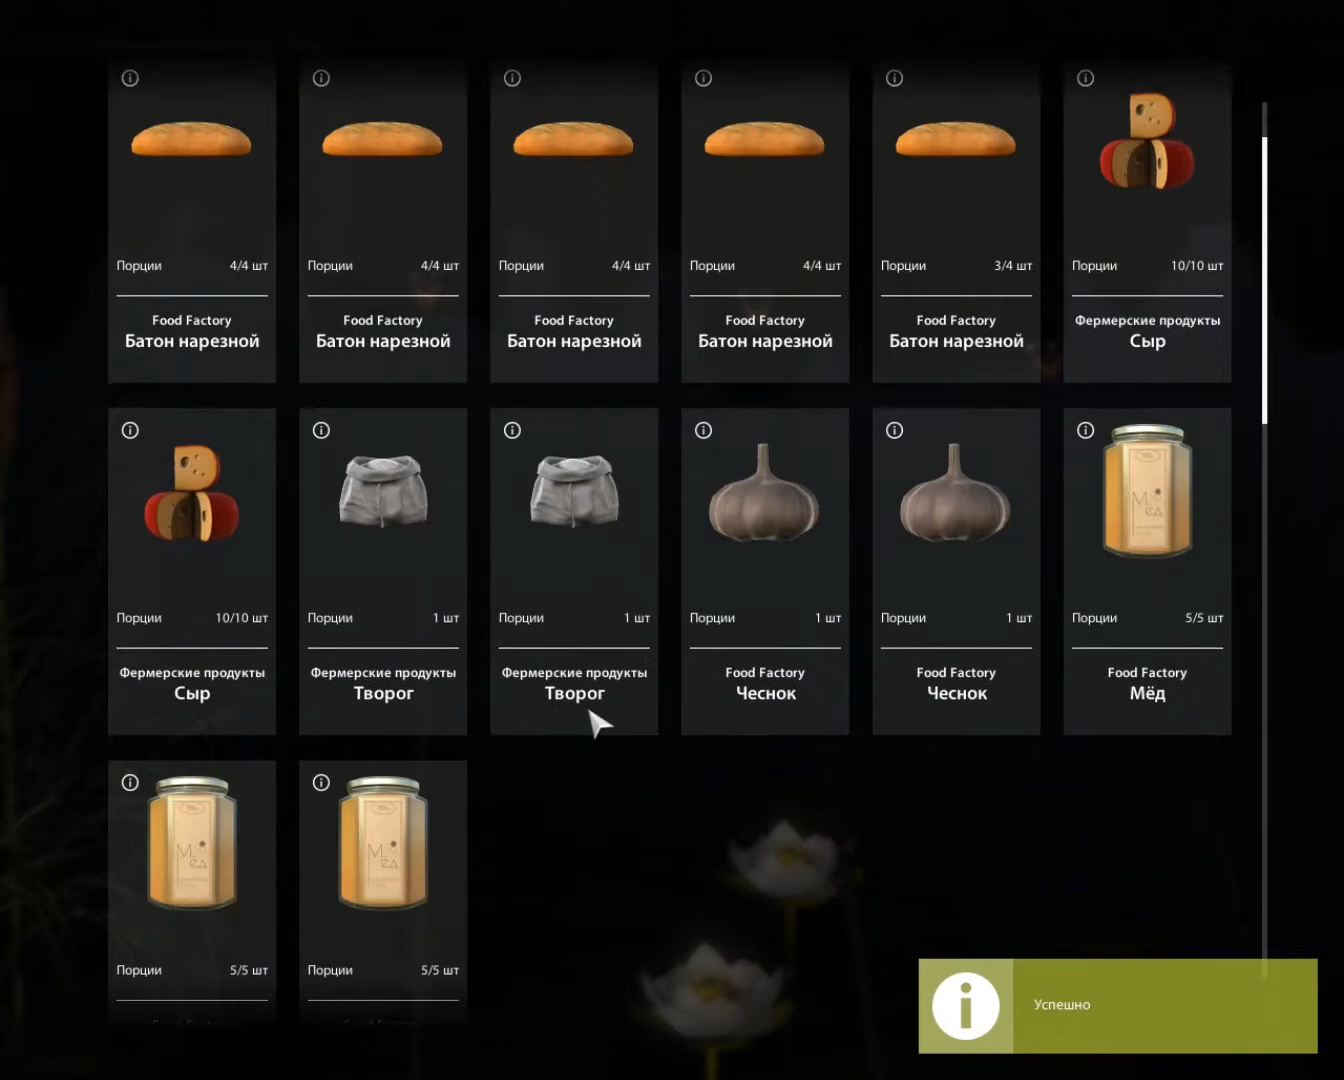 Порции 4/4 шт
Порции 4/4 шт
Порции 4/4 шт
Порции 4/4 шт
Порции 3/4 шт
Порции 10/10 шт
Food Factory
Батон нарезной
Food Factory
Батон нарезной
Food Factory
Батон нарезной
Food Factory
Батон нарезной
Food Factory
Батон нарезной
Фермерские продукты
Сыр
Мёд
Порции 10/10 шт
Порции 1 шт
Порции 1 шт
Порции 1 шт
Порции 1 шт
Порции 5/5 шт
Фермерские продукты
Сыр
Фермерские продукты
Творог
Фермерские продукты
Творог
Food Factory
Чеснок
Food Factory
Чеснок
Food Factory
Мёд
Мёд
Мёд
Порции 5/5 шт
Порции 5/5 шт
Успешно